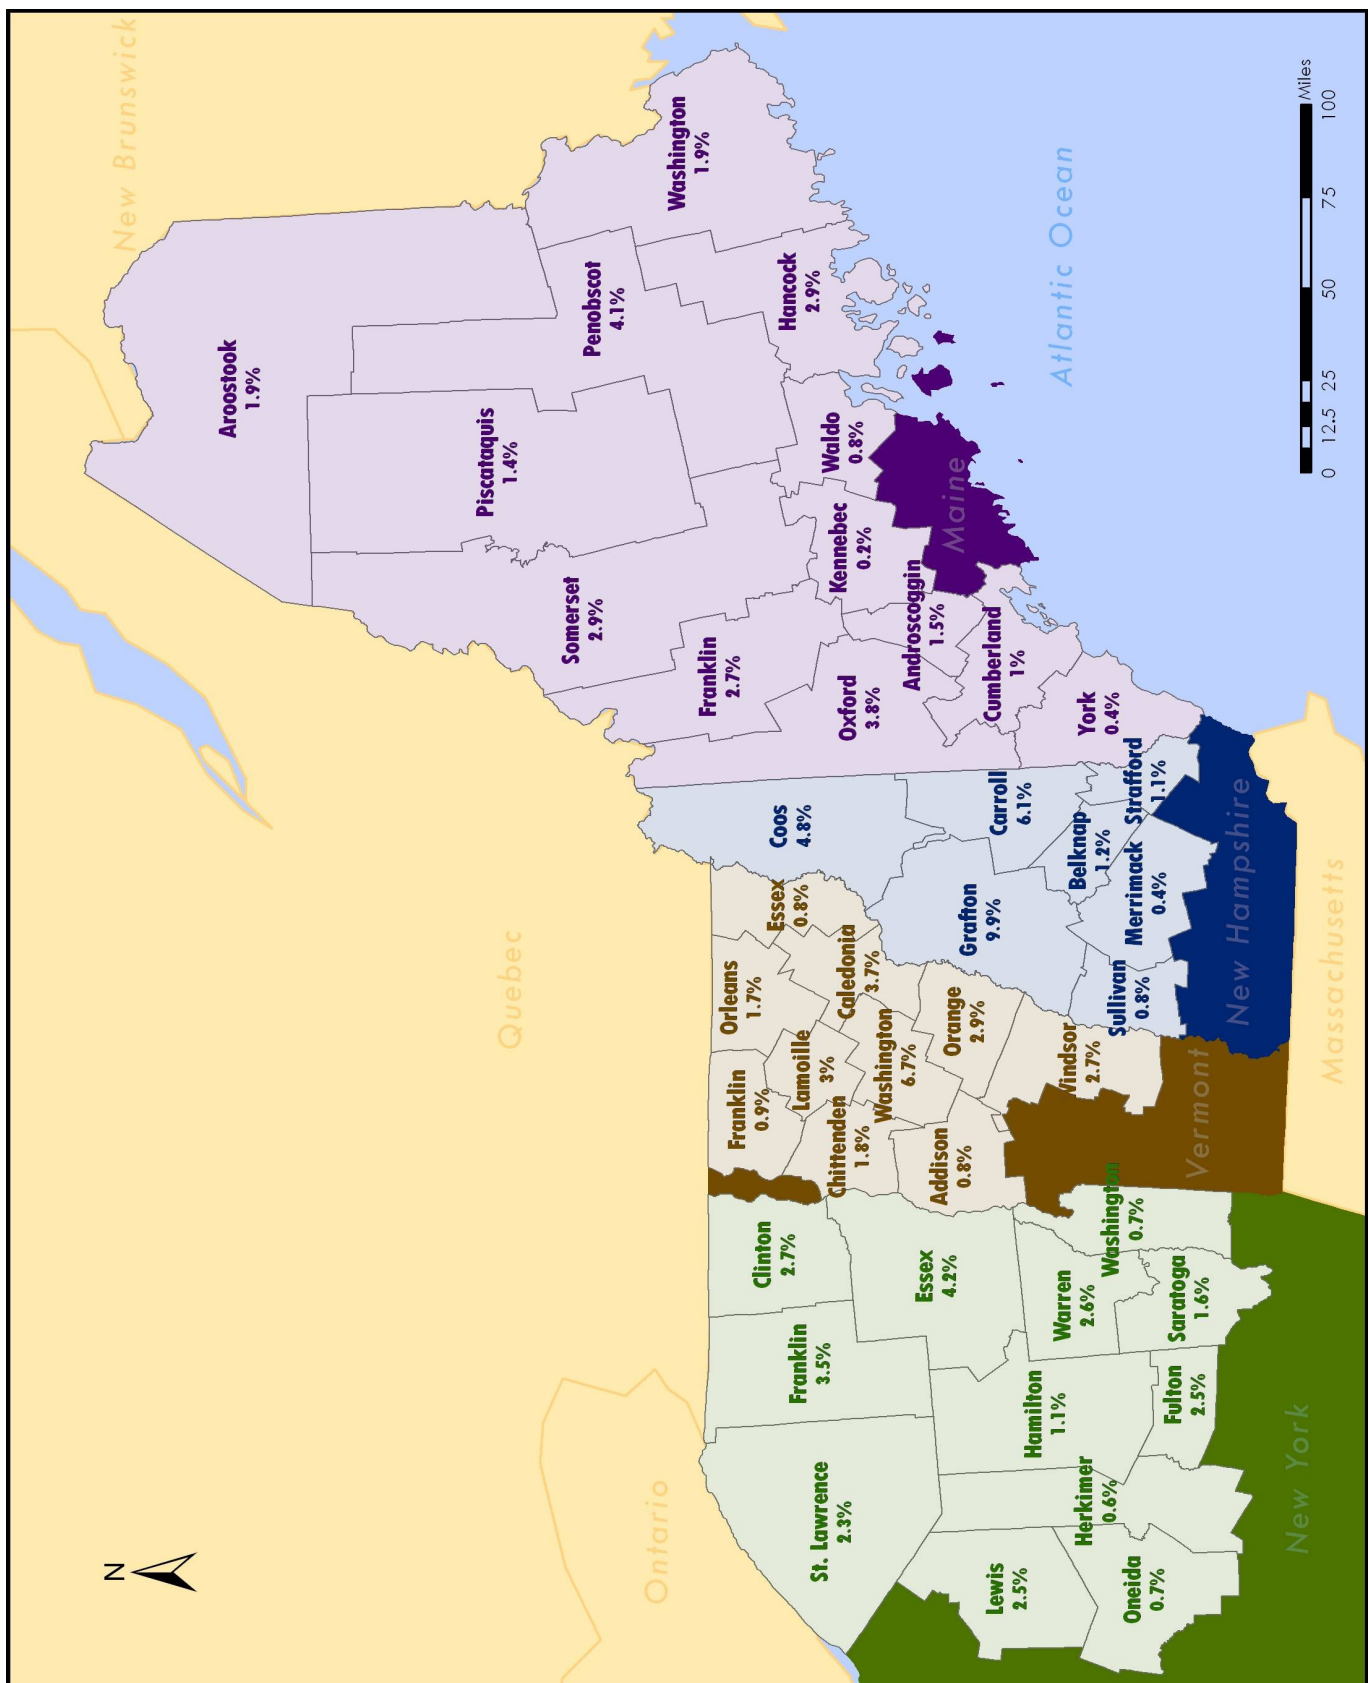 N
New Brunswick
Quebec
Ontario
Aroostook
1.9%
Piscataquis
1.4%
Penobscot
4.1%
Washington
1.9%
Somerset
2.9%
Hancock
2.9%
Franklin
2.7%
Waldo
0.8%
Kennebec
0.2%
Oxford
3.8%
Androscoggin
1.5%
Maine
Cumberland
1%
York
0.4%
Coos
4.8%
Carroll
6.1%
Grafton
9.9%
Belknap
1.2%
Strafford
1.1%
Merrimack
0.4%
Sullivan
0.8%
New Hampshire
Essex
0.8%
Orleans
1.7%
Franklin
0.9%
Lamoille
3%
Caledonia
3.7%
Chittenden
1.8%
Washington
6.7%
Orange
2.9%
Addison
0.8%
Windsor
2.7%
Vermont
Clinton
2.7%
Franklin
3.5%
St. Lawrence
2.3%
Essex
4.2%
Lewis
2.5%
Hamilton
1.1%
Herkimer
0.6%
Warren
2.6%
Washington
0.7%
Oneida
0.7%
Fulton
2.5%
Saratoga
1.6%
New York
Massachusetts
Atlantic Ocean
Miles
0 12.5 25 50 75 100